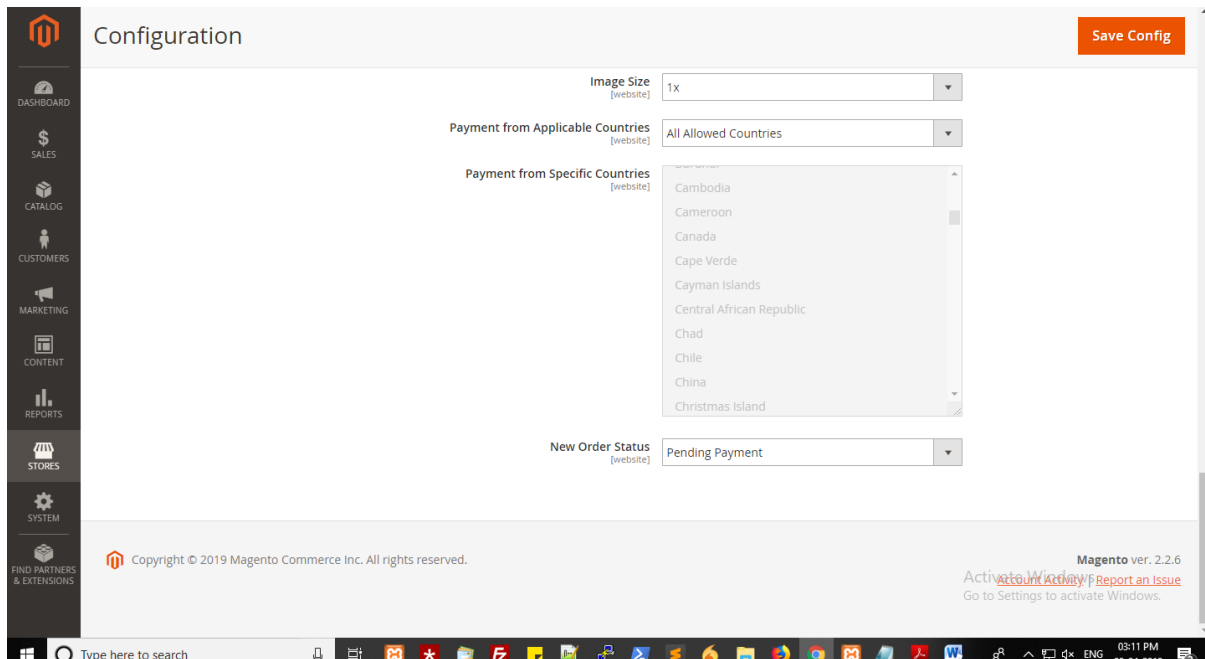 Configuration
Save Config
DASHBOARD
SALES
CATALOG
CUSTOMERS
MARKETING
CONTENT
REPORTS
STORES
SYSTEM
FIND PARTNERS
& EXTENSIONS
Image Size
[website]
1x
Payment from Applicable Countries
[website]
All Allowed Countries
Payment from Specific Countries
[website]
Cambodia
Cameroon
Canada
Cape Verde
Cayman Islands
Central African Republic
Chad
Chile
China
Christmas Island
New Order Status
[website]
Pending Payment
Copyright © 2019 Magento Commerce Inc. All rights reserved.
Magento ver. 2.2.6
Account Activity | Report an Issue
Activate Windows
Go to Settings to activate Windows.
Type here to search
ENG
03:11 PM